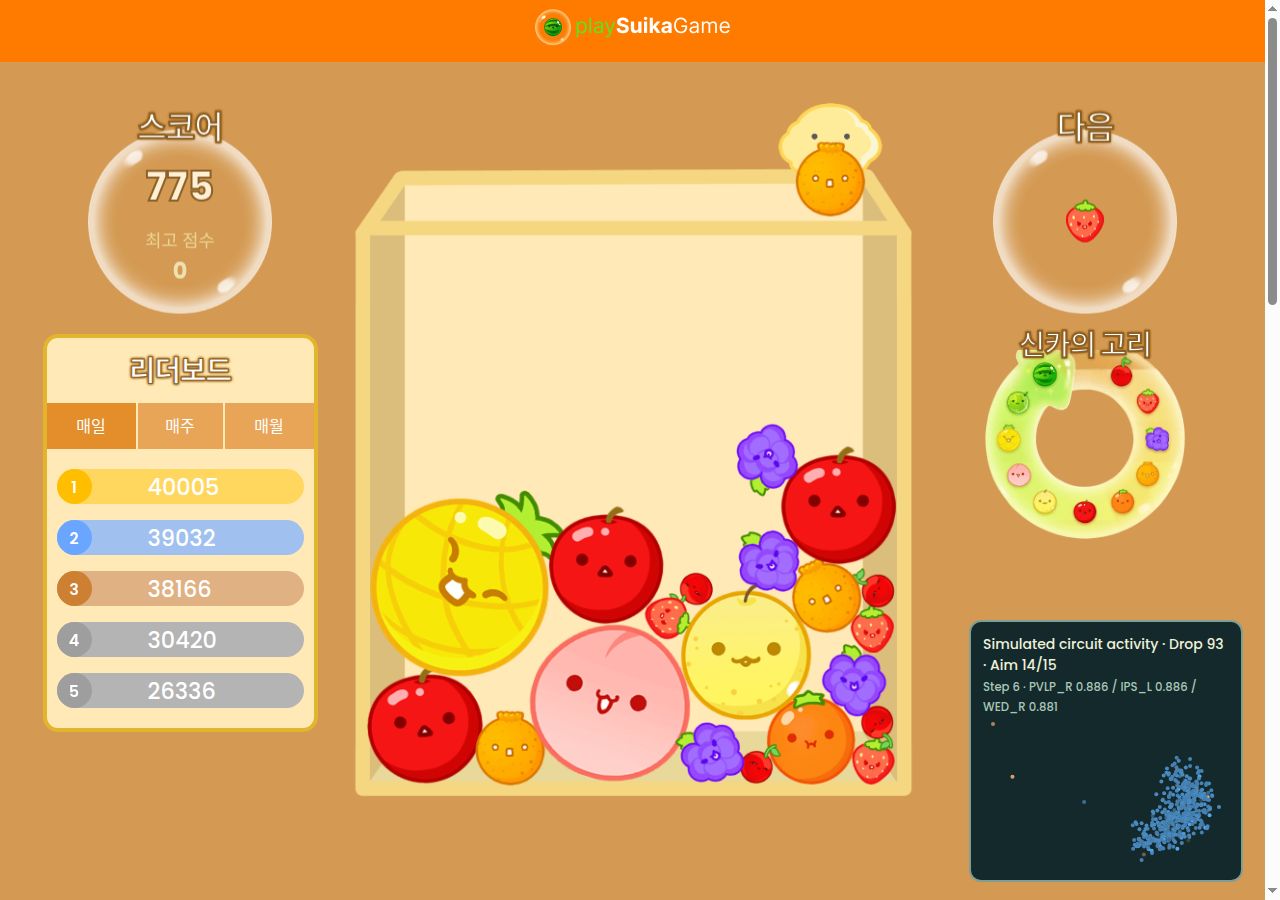 playSuikaGame
스코어
775
최고 점수
0
리더보드
매일 매주 매월
1 40005
2 39032
3 38166
4 30420
5 26336
다음
신카의 고리
Simulated circuit activity · Drop 93
· Aim 14/15
Step 6 · PVLP_R 0.886 / IPS_L 0.886 /
WED_R 0.881